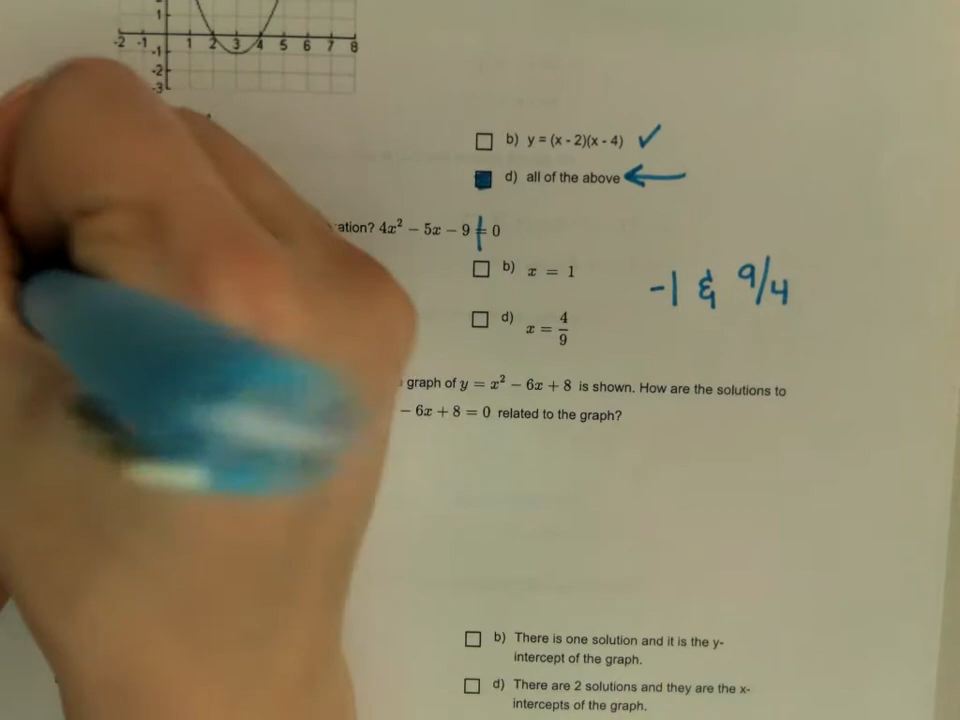 1
-2 -1 1 2 3 4 5 6 7 8
-1
-2
-3
b) y = (x - 2)(x - 4) ✓
d) all of the above ←
ation? 4x² − 5x − 9 = 0
b) x = 1
-1 & 9/4
d) x = 4/9
graph of y = x² − 6x + 8 is shown. How are the solutions to
− 6x + 8 = 0 related to the graph?
b) There is one solution and it is the y-
intercept of the graph.
d) There are 2 solutions and they are the x-
intercepts of the graph.